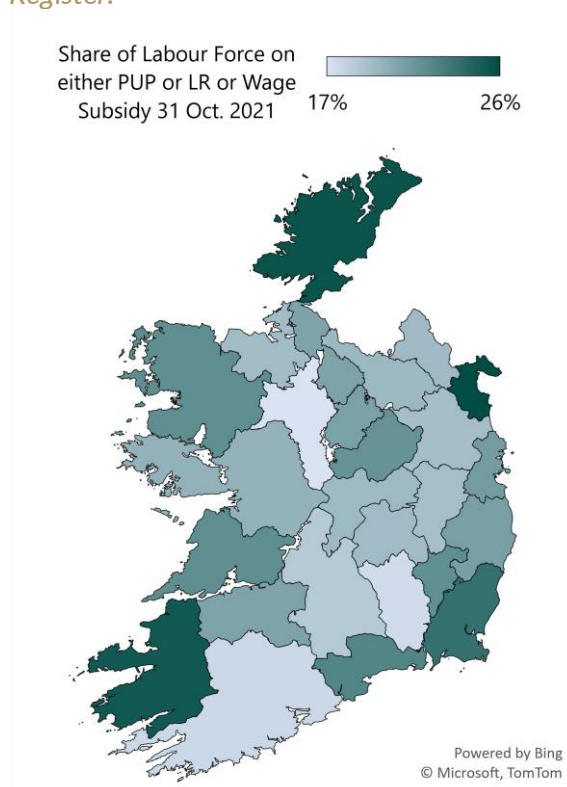 Register.
Share of Labour Force on
either PUP or LR or Wage
Subsidy 31 Oct. 2021
17%
26%
Powered by Bing
© Microsoft, TomTom